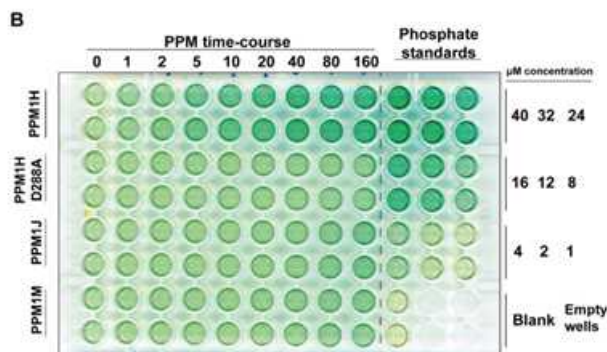 B
PPM time-course
Phosphate
standards
0 1 2 5 10 20 40 80 160
µM concentration
PPM1H
40 32 24
PPM1H
D288A
16 12 8
PPM1J
4 2 1
PPM1M
Blank Empty
wells